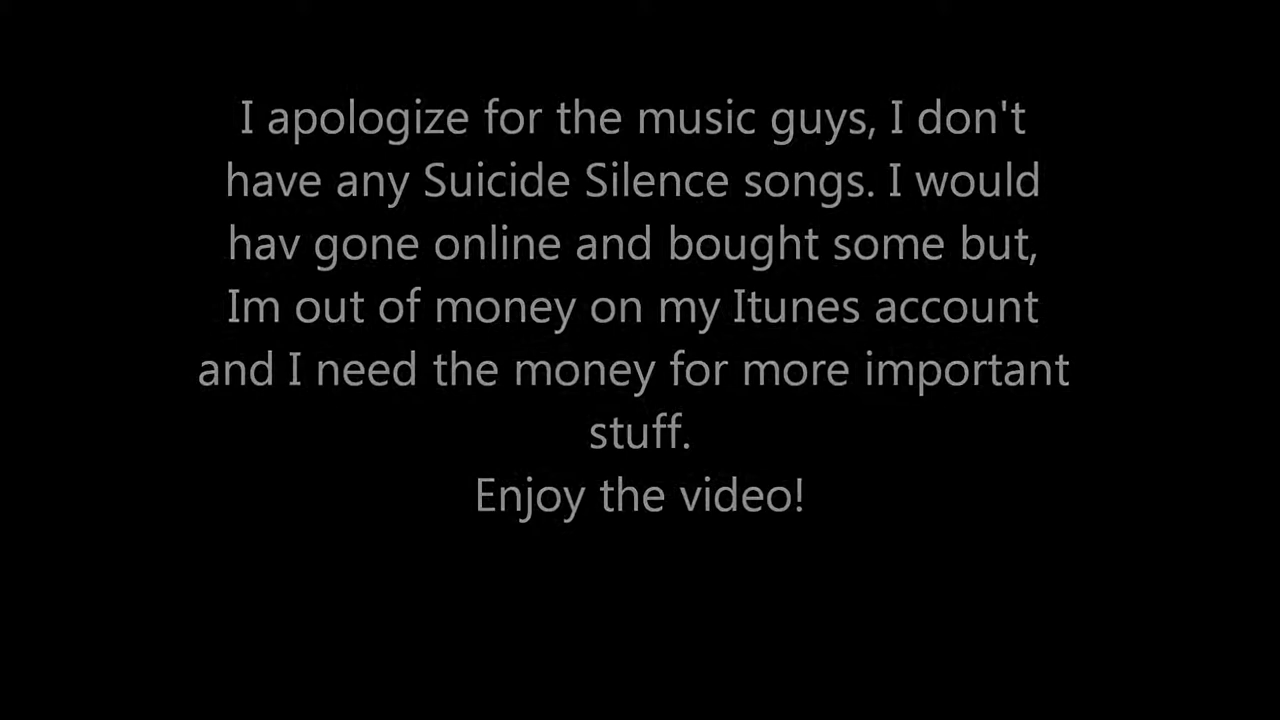 I apologize for the music guys, I don't
have any Suicide Silence songs. I would
hav gone online and bought some but,
Im out of money on my Itunes account
and I need the money for more important
stuff.
Enjoy the video!